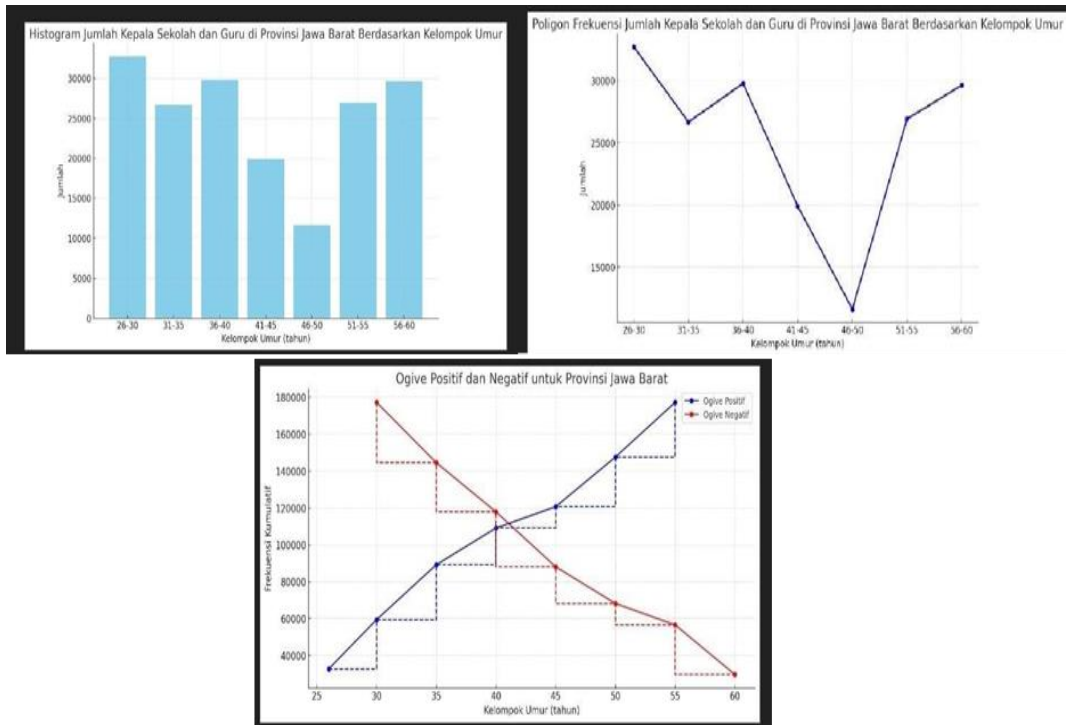 Histogram Jumlah Kepala Sekolah dan Guru di Provinsi Jawa Barat Berdasarkan Kelompok Umur
30000
25000
20000
15000
10000
5000
0
Jumlah
26-30 31-35 36-40 41-45 46-50 51-55 56-60
Kelompok Umur (tahun)
Poligon Frekuensi Jumlah Kepala Sekolah dan Guru di Provinsi Jawa Barat Berdasarkan Kelompok Umur
30000
25000
20000
15000
Jumlah
26-30 31-35 36-40 41-45 46-50 51-55 56-60
Kelompok Umur (tahun)
Ogive Positif dan Negatif untuk Provinsi Jawa Barat
180000
160000
140000
120000
100000
80000
60000
40000
Frekuensi Kumulatif
Ogive Positif
Ogive Negatif
25 30 35 40 45 50 55 60
Kelompok Umur (tahun)